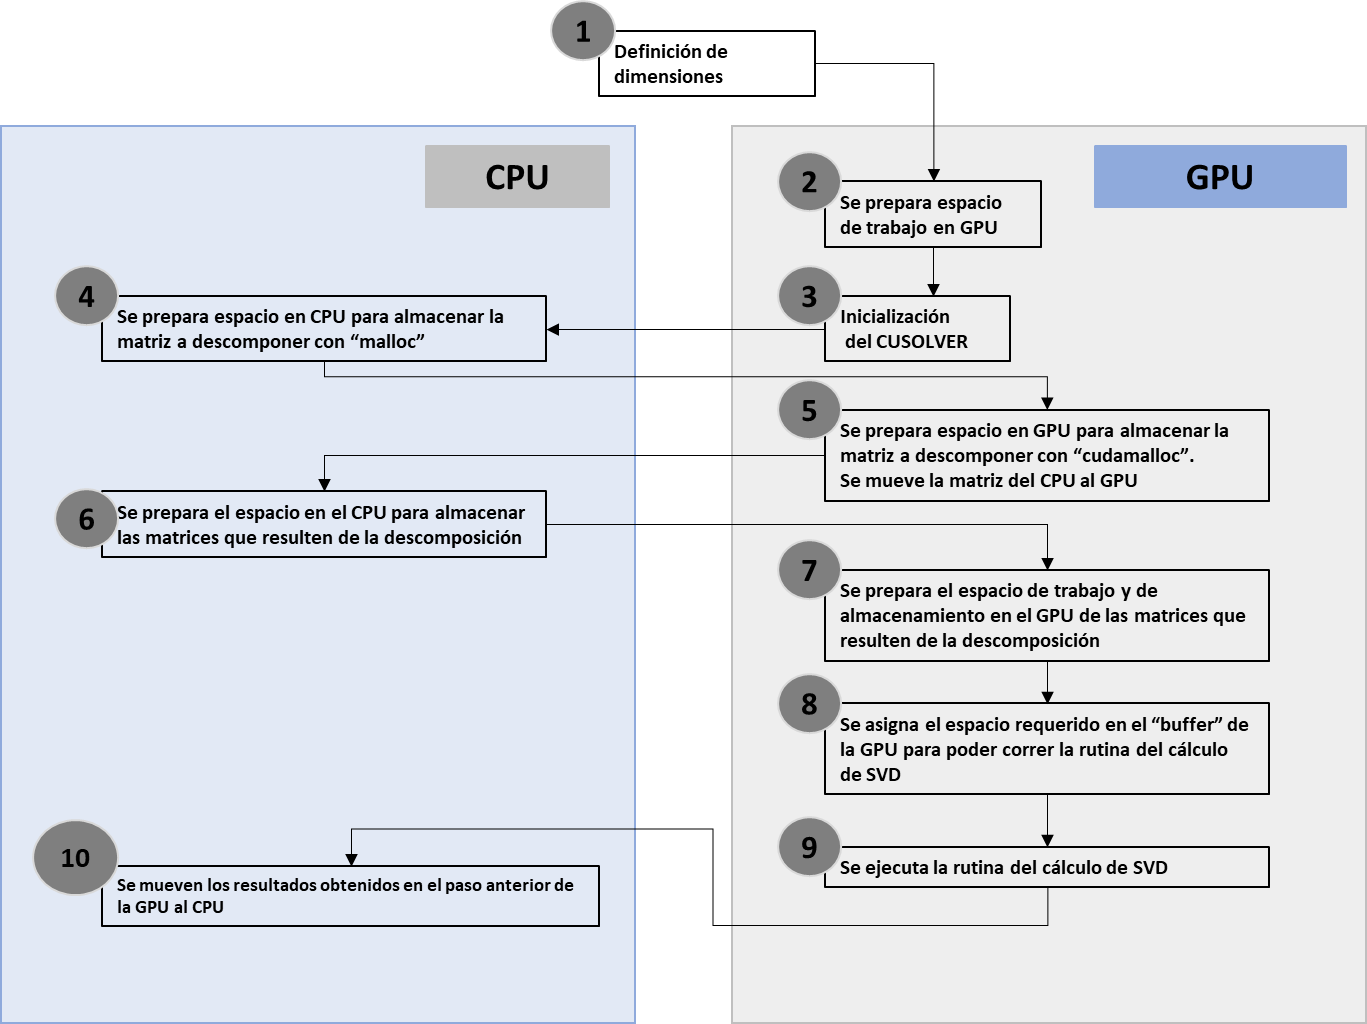 1
Definición de
dimensiones
CPU
GPU
2
Se prepara espacio
de trabajo en GPU
3
Inicialización
del CUSOLVER
4
Se prepara espacio en CPU para almacenar la
matriz a descomponer con “malloc”
5
Se prepara espacio en GPU para almacenar la
matriz a descomponer con “cudamalloc”.
Se mueve la matriz del CPU al GPU
6
Se prepara el espacio en el CPU para almacenar
las matrices que resulten de la descomposición
7
Se prepara el espacio de trabajo y de
almacenamiento en el GPU de las matrices que
resulten de la descomposición
8
Se asigna el espacio requerido en el “buffer” de
la GPU para poder correr la rutina del cálculo
de SVD
9
Se ejecuta la rutina del cálculo de SVD
10
Se mueven los resultados obtenidos en el paso anterior de
la GPU al CPU